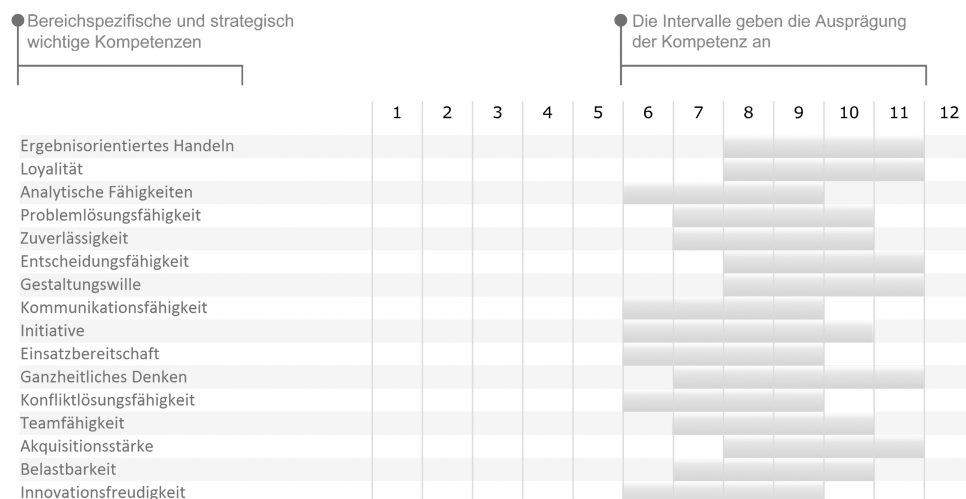 Bereichspezifische und strategisch
wichtige Kompetenzen
Die Intervalle geben die Ausprägung
der Kompetenz an
1 2 3 4 5 6 7 8 9 10 11 12
Ergebnisorientiertes Handeln
Loyalität
Analytische Fähigkeiten
Problemlösungsfähigkeit
Zuverlässigkeit
Entscheidungsfähigkeit
Gestaltungswille
Kommunikationsfähigkeit
Initiative
Einsatzbereitschaft
Ganzheitliches Denken
Konfliktlösungsfähigkeit
Teamfähigkeit
Akquisitionsstärke
Belastbarkeit
Innovationsfreudigkeit